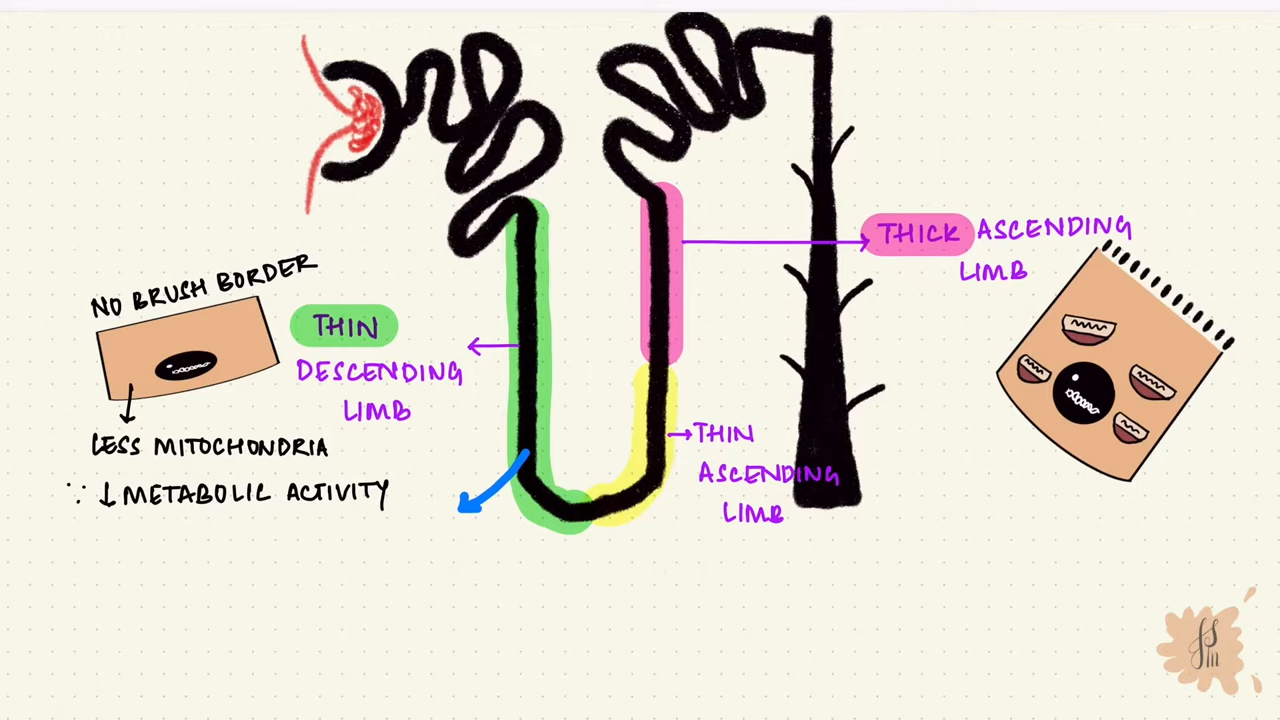 THICK ASCENDING
LIMB
NO BRUSH BORDER
THIN
DESCENDING
LIMB
LESS MITOCHONDRIA
∵ ↓ METABOLIC ACTIVITY
THIN
ASCENDING
LIMB